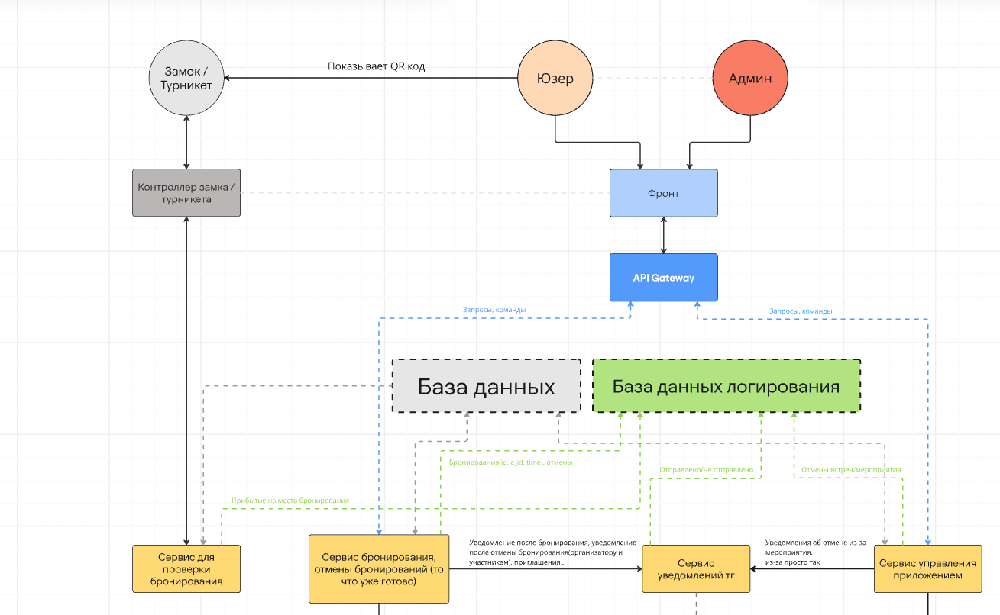 Показывает QR код
Замок /
Турникет
Юзер
Админ
Контроллер замка /
турникета
Фронт
API Gateway
Запросы, команды
Запросы, команды
База данных
База данных логирования
Бронирования(id, c_id, time), отмены
Отправлено/не отправлено
Отмены встреч/мероприятия
Прибытие на место бронирования
Сервис для
проверки
бронирования
Сервис бронирования,
отмены бронирований (то
что уже готово)
Уведомление после бронирования, уведомление
после отмены бронирования(организатору и
участникам), приглашения..
Сервис
уведомлений тг
Уведомления об отмене из-за
мероприятия,
из-за просто так
Сервис управления
приложением